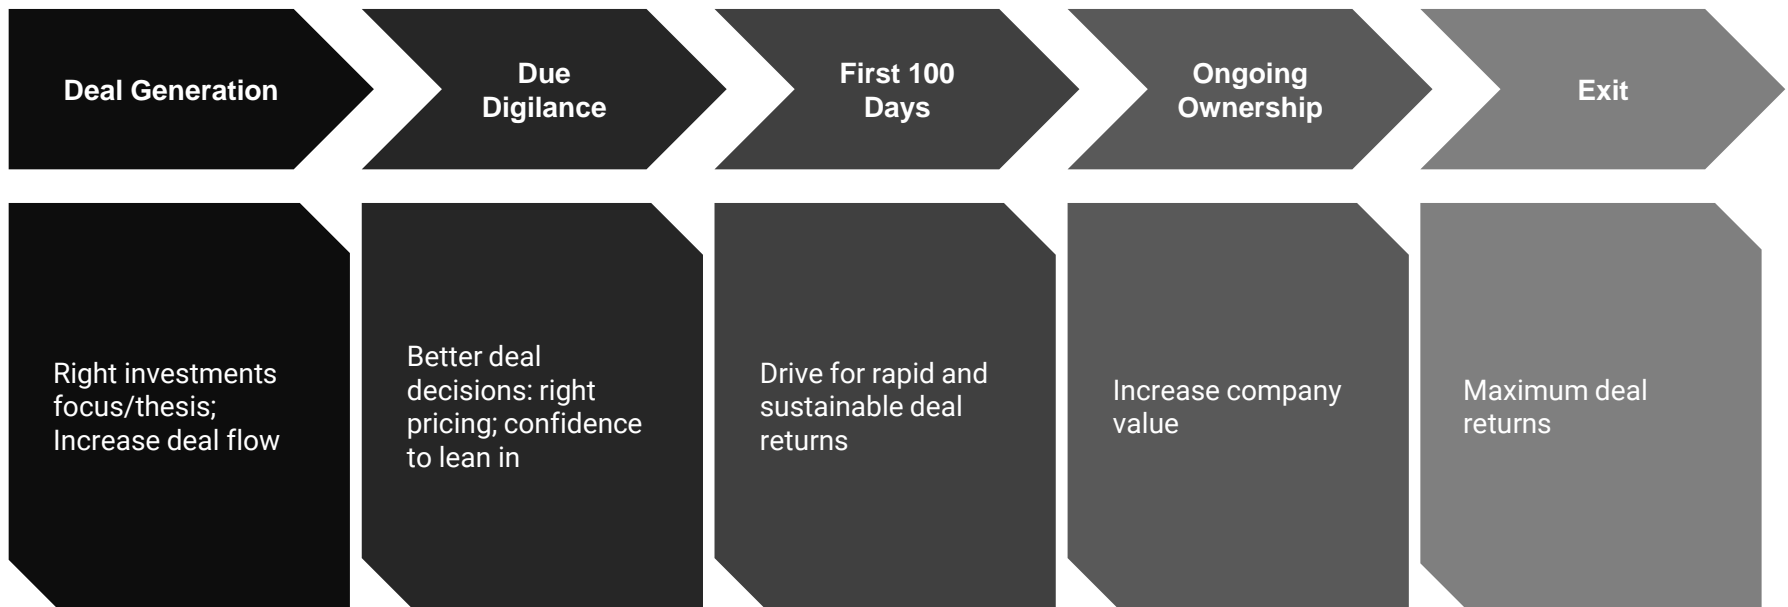 Deal Generation
Due
Digilance
First 100
Days
Ongoing
Ownership
Exit
Right investments
focus/thesis;
Increase deal flow
Better deal
decisions: right
pricing; confidence
to lean in
Drive for rapid and
sustainable deal
returns
Increase company
value
Maximum deal
returns